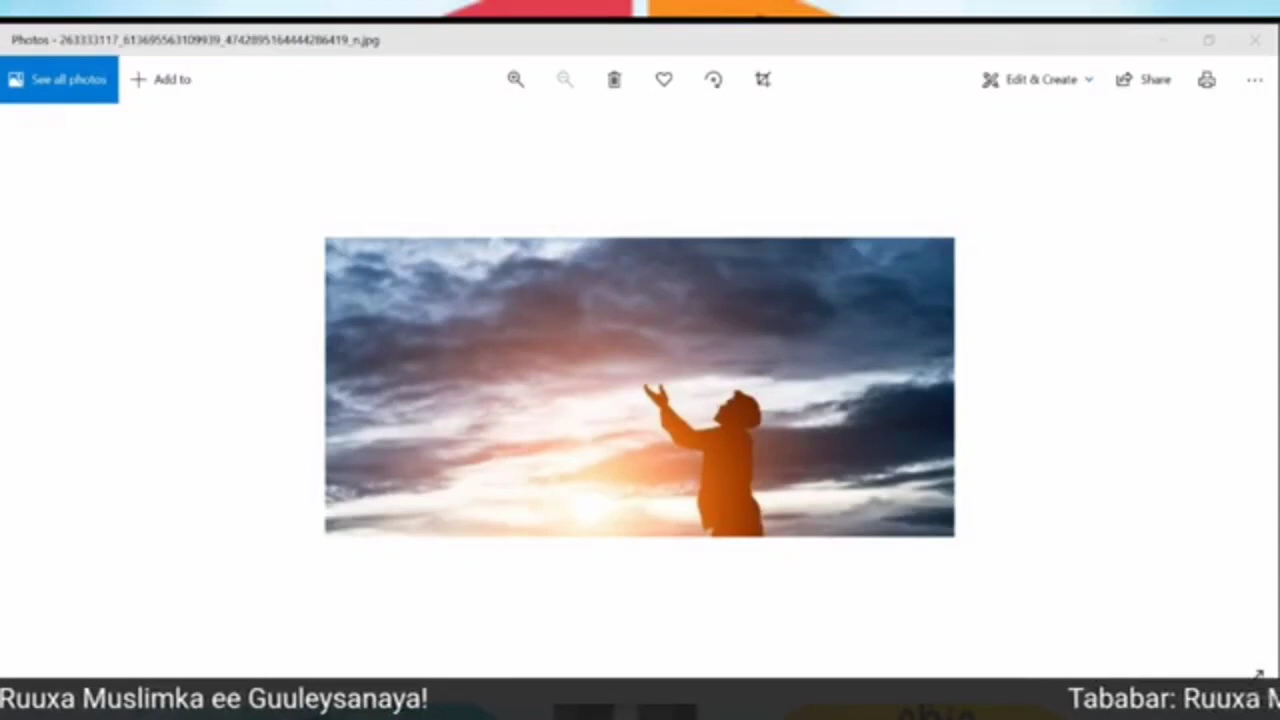 Photos - 263333117_613695563109939_4742895164444286419_n.jpg
See all photos
Add to
Edit & Create
Share
Ruuxa Muslimka ee Guuleysanaya!
Tababar: Ruuxa M